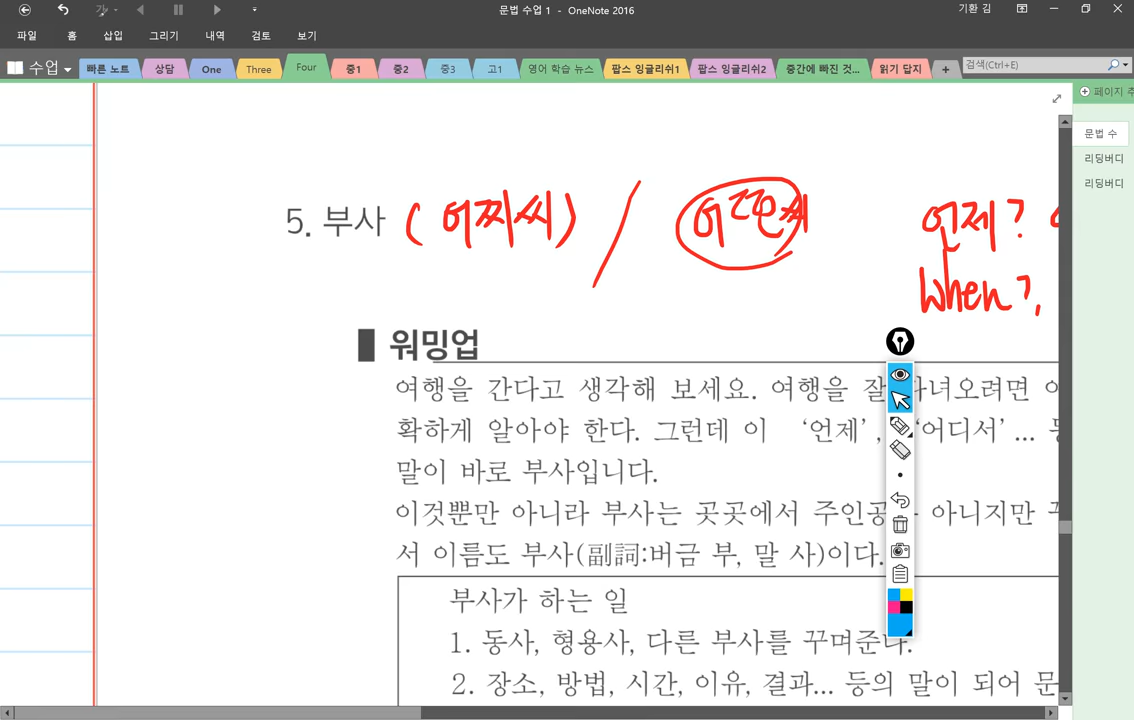 문법 수업 1 - OneNote 2016
기환 김
파일 홈 삽입 그리기 내역 검토 보기
수업 빠른 노트 상담 One Three Four 중1 중2 중3 고1 영어 학습 뉴스 팝스 잉글리쉬1 팝스 잉글리쉬2 중간에 빠진 것... 읽기 답지 + 검색(Ctrl+E)
페이지 추
문법 수
리딩버디
리딩버디
5. 부사 (어찌씨) / 어떤씨 언제?
When?,
워밍업
여행을 간다고 생각해 보세요. 여행을 잘 다녀오려면
확하게 알아야 한다. 그런데 이 ‘언제’, ‘어디서’...
말이 바로 부사입니다.
이것뿐만 아니라 부사는 곳곳에서 주인공은 아니지만
서 이름도 부사(副詞:버금 부, 말 사)이다.
부사가 하는 일
1. 동사, 형용사, 다른 부사를 꾸며준다.
2. 장소, 방법, 시간, 이유, 결과... 등의 말이 되어 문